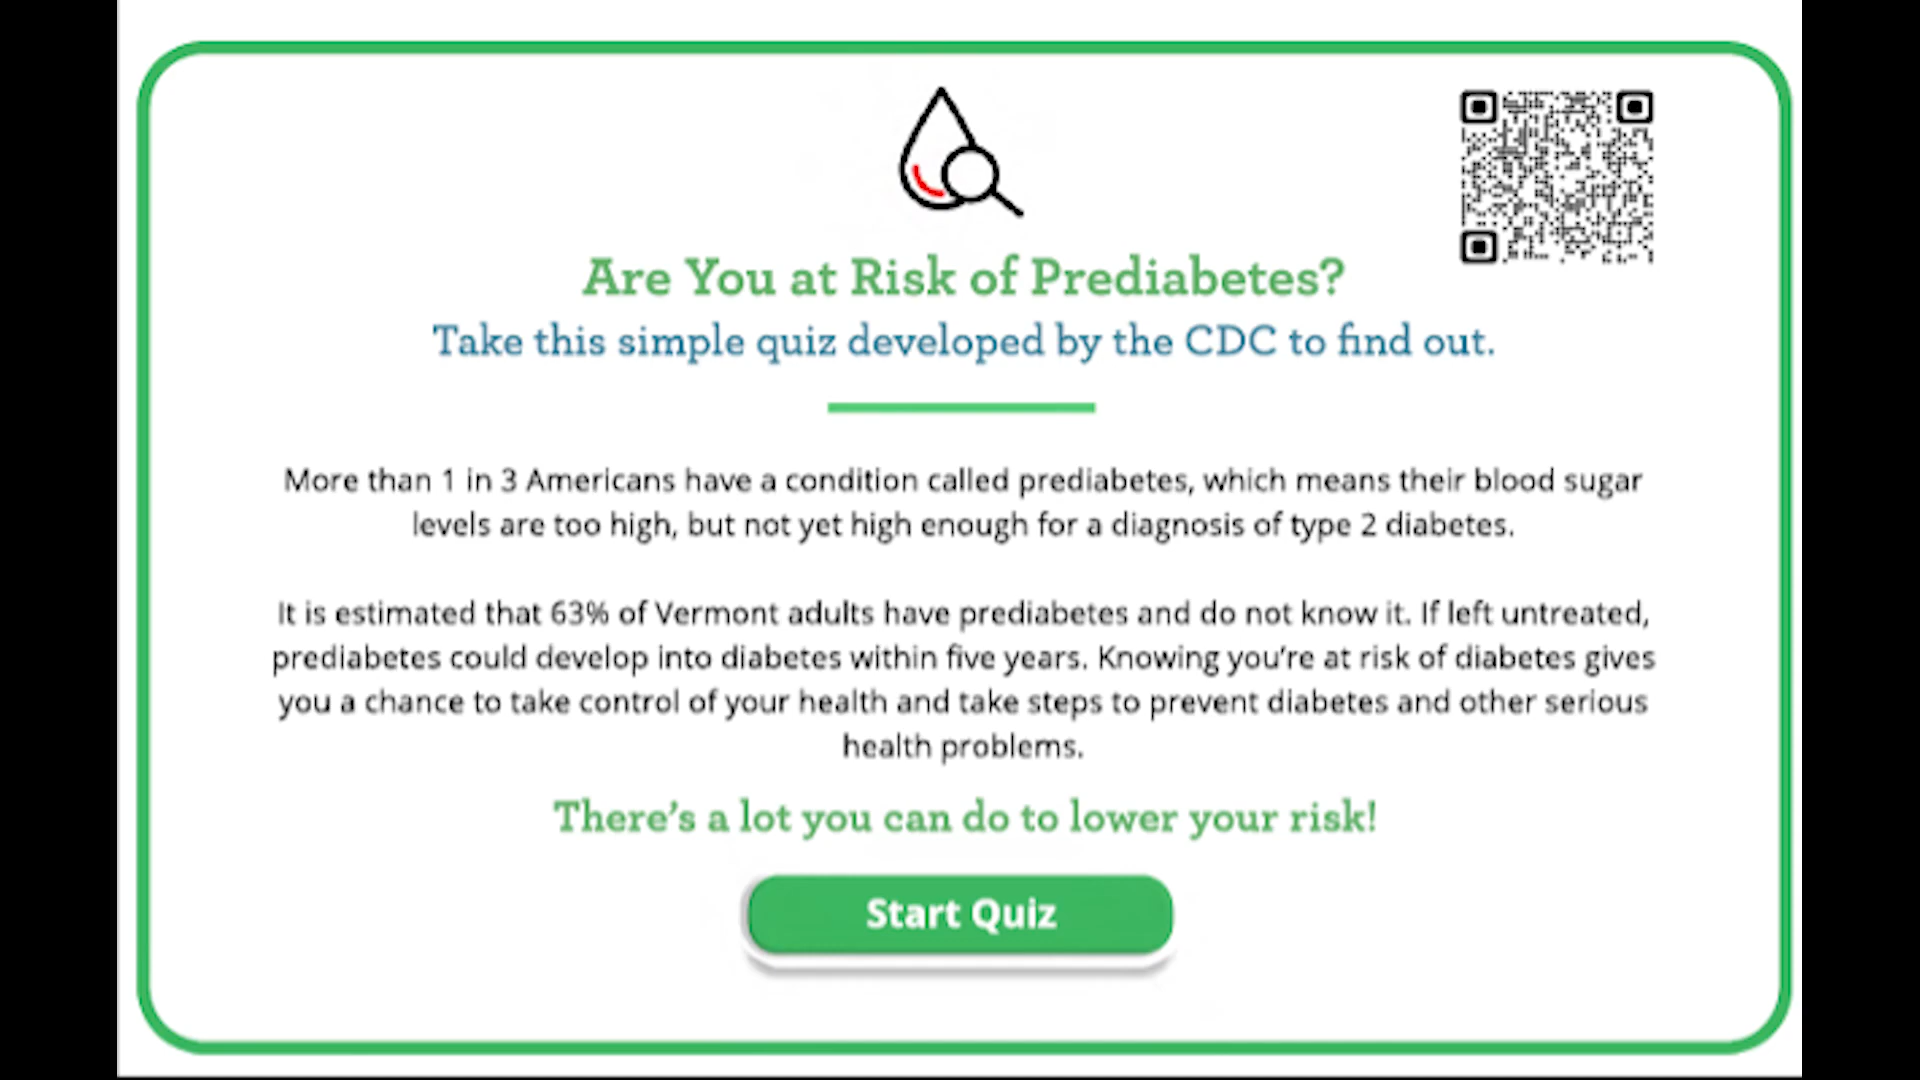 Are You at Risk of Prediabetes?
Take this simple quiz developed by the CDC to find out.
More than 1 in 3 Americans have a condition called prediabetes, which means their blood sugar
levels are too high, but not yet high enough for a diagnosis of type 2 diabetes.
It is estimated that 63% of Vermont adults have prediabetes and do not know it. If left untreated,
prediabetes could develop into diabetes within five years. Knowing you’re at risk of diabetes gives
you a chance to take control of your health and take steps to prevent diabetes and other serious
health problems.
There’s a lot you can do to lower your risk!
Start Quiz